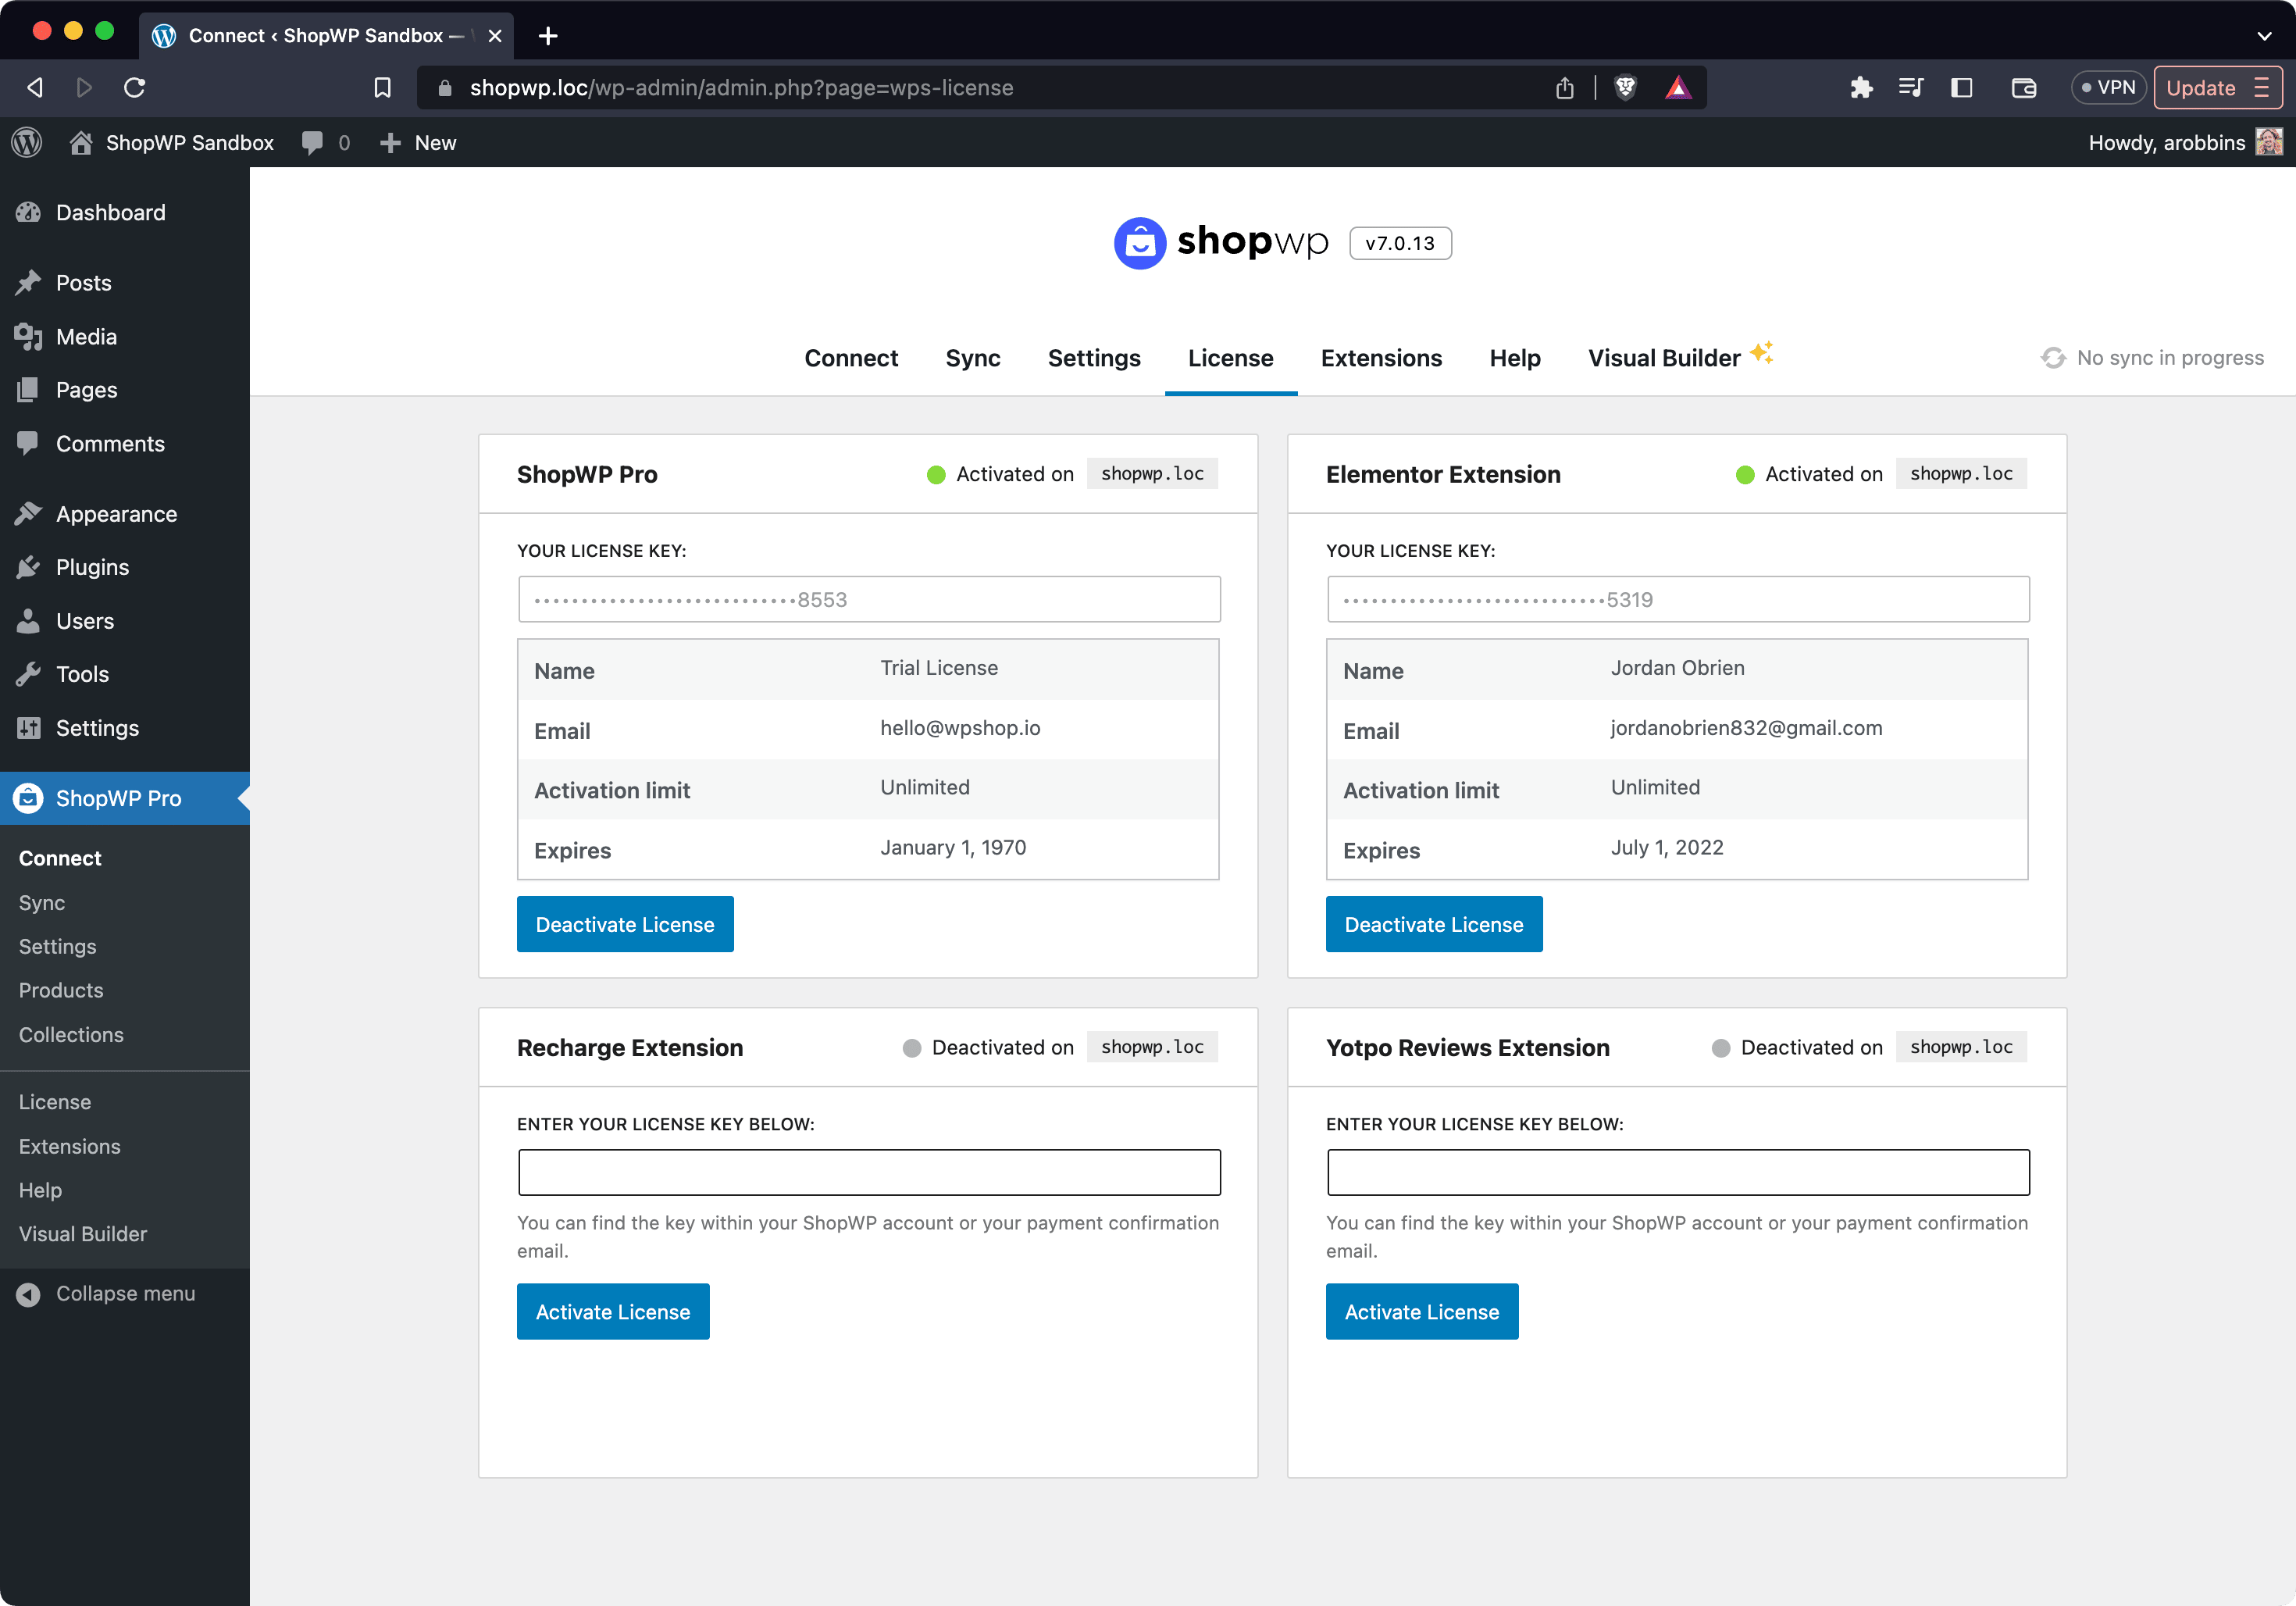 Connect ‹ ShopWP Sandbox —
shopwp.loc/wp-admin/admin.php?page=wps-license
VPN
Update
ShopWP Sandbox
0
New
Howdy, arobbins
Dashboard
Posts
Media
Pages
Comments
Appearance
Plugins
Users
Tools
Settings
ShopWP Pro
Connect
Sync
Settings
Products
Collections
License
Extensions
Help
Visual Builder
Collapse menu
shopwp v7.0.13
Connect Sync Settings License Extensions Help Visual Builder
No sync in progress
ShopWP Pro Activated on shopwp.loc
YOUR LICENSE KEY:
••••••••••••••••••••••••••••8553
Name Trial License
Email hello@wpshop.io
Activation limit Unlimited
Expires January 1, 1970
Deactivate License
Elementor Extension Activated on shopwp.loc
YOUR LICENSE KEY:
••••••••••••••••••••••••••••5319
Name Jordan Obrien
Email jordanobrien832@gmail.com
Activation limit Unlimited
Expires July 1, 2022
Deactivate License
Recharge Extension Deactivated on shopwp.loc
ENTER YOUR LICENSE KEY BELOW:
You can find the key within your ShopWP account or your payment confirmation
email.
Activate License
Yotpo Reviews Extension Deactivated on shopwp.loc
ENTER YOUR LICENSE KEY BELOW:
You can find the key within your ShopWP account or your payment confirmation
email.
Activate License